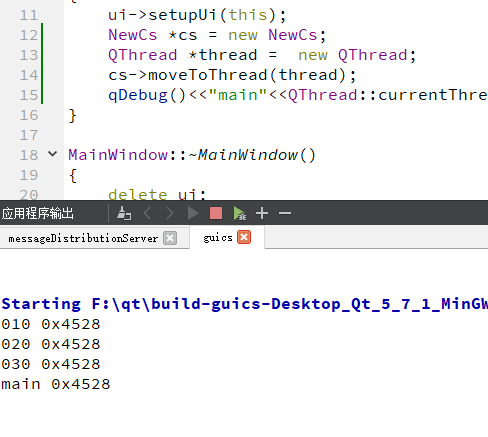 11 ui->setupUi(this);
12 NewCs *cs = new NewCs;
13 QThread *thread =  new QThread;
14 cs->moveToThread(thread);
15 qDebug()<<"main"<<QThread::currentThre
16 }
17
18 MainWindow::~MainWindow()
19 {
20 delete ui;
应用程序输出
messageDistributionServer
guics
Starting F:\qt\build-guics-Desktop_Qt_5_7_1_MinGW
010 0x4528
020 0x4528
030 0x4528
main 0x4528